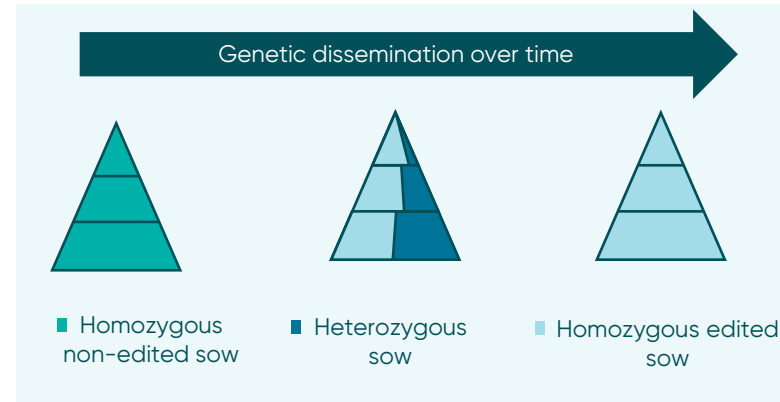 Genetic dissemination over time
Homozygous
non-edited sow
Heterozygous
sow
Homozygous edited
sow